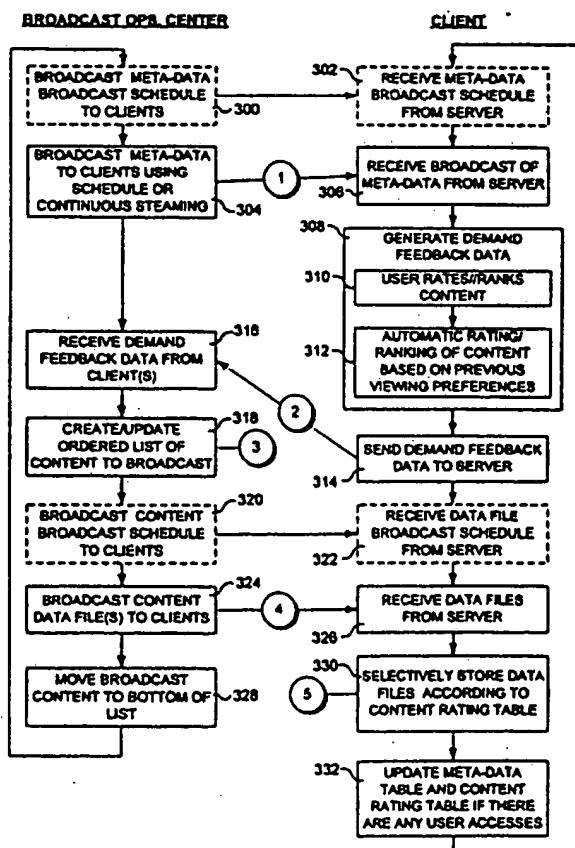 BROADCAST OPS. CENTER
CLIENT
BROADCAST META-DATA
BROADCAST SCHEDULE
TO CLIENTS
300
302
RECEIVE META-DATA
BROADCAST SCHEDULE
FROM SERVER
BROADCAST META-DATA
TO CLIENTS USING
SCHEDULE OR
CONTINUOUS STEAMING
304
1
RECEIVE BROADCAST OF
META-DATA FROM SERVER
306
308
GENERATE DEMAND
FEEDBACK DATA
310
USER RATES//RANKS
CONTENT
312
AUTOMATIC RATING/
RANKING OF CONTENT
BASED ON PREVIOUS
VIEWING PREFERENCES
316
RECEIVE DEMAND
FEEDBACK DATA FROM
CLIENT(S)
2
318
CREATE/UPDATE
ORDERED LIST OF
CONTENT TO BROADCAST
3
SEND DEMAND FEEDBACK
DATA TO SERVER
314
320
BROADCAST CONTENT
BROADCAST SCHEDULE
TO CLIENTS
RECEIVE DATA FILE
BROADCAST SCHEDULE
FROM SERVER
322
324
BROADCAST CONTENT
DATA FILE(S) TO CLIENTS
4
RECEIVE DATA FILES
FROM SERVER
326
MOVE BROADCAST
CONTENT TO BOTTOM OF
LIST
328
330
SELECTIVELY STORE DATA
FILES ACCORDING TO
CONTENT RATING TABLE
5
332
UPDATE META-DATA
TABLE AND CONTENT
RATING TABLE IF THERE
ARE ANY USER ACCESSES